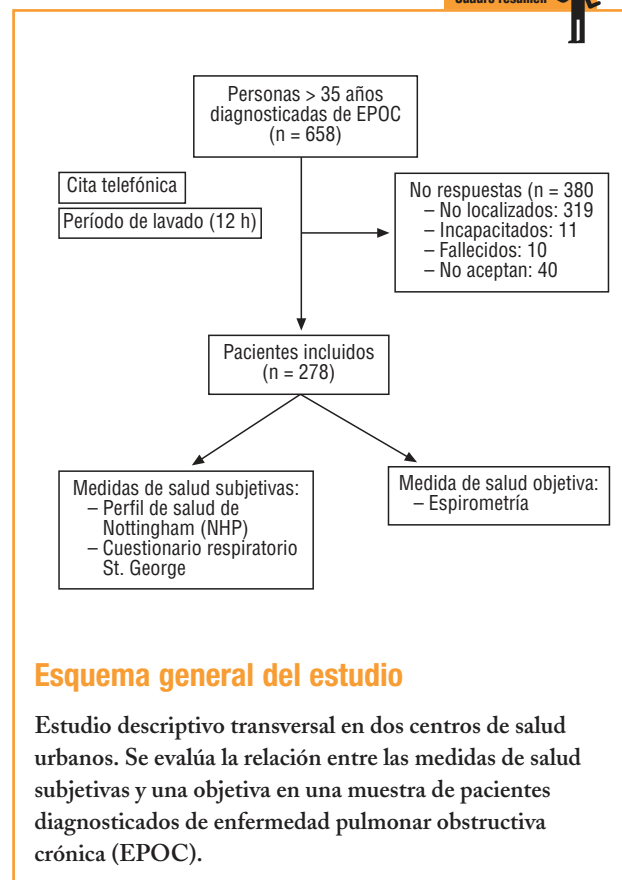 Cuadro resumen
Personas > 35 años
diagnosticadas de EPOC
(n = 658)
Cita telefónica
Período de lavado (12 h)
No respuestas (n = 380
– No localizados: 319
– Incapacitados: 11
– Fallecidos: 10
– No aceptan: 40
Pacientes incluidos
(n = 278)
Medidas de salud subjetivas:
– Perfil de salud de
Nottingham (NHP)
– Cuestionario respiratorio
St. George
Medida de salud objetiva:
– Espirometría
Esquema general del estudio
Estudio descriptivo transversal en dos centros de salud
urbanos. Se evalúa la relación entre las medidas de salud
subjetivas y una objetiva en una muestra de pacientes
diagnosticados de enfermedad pulmonar obstructiva
crónica (EPOC).